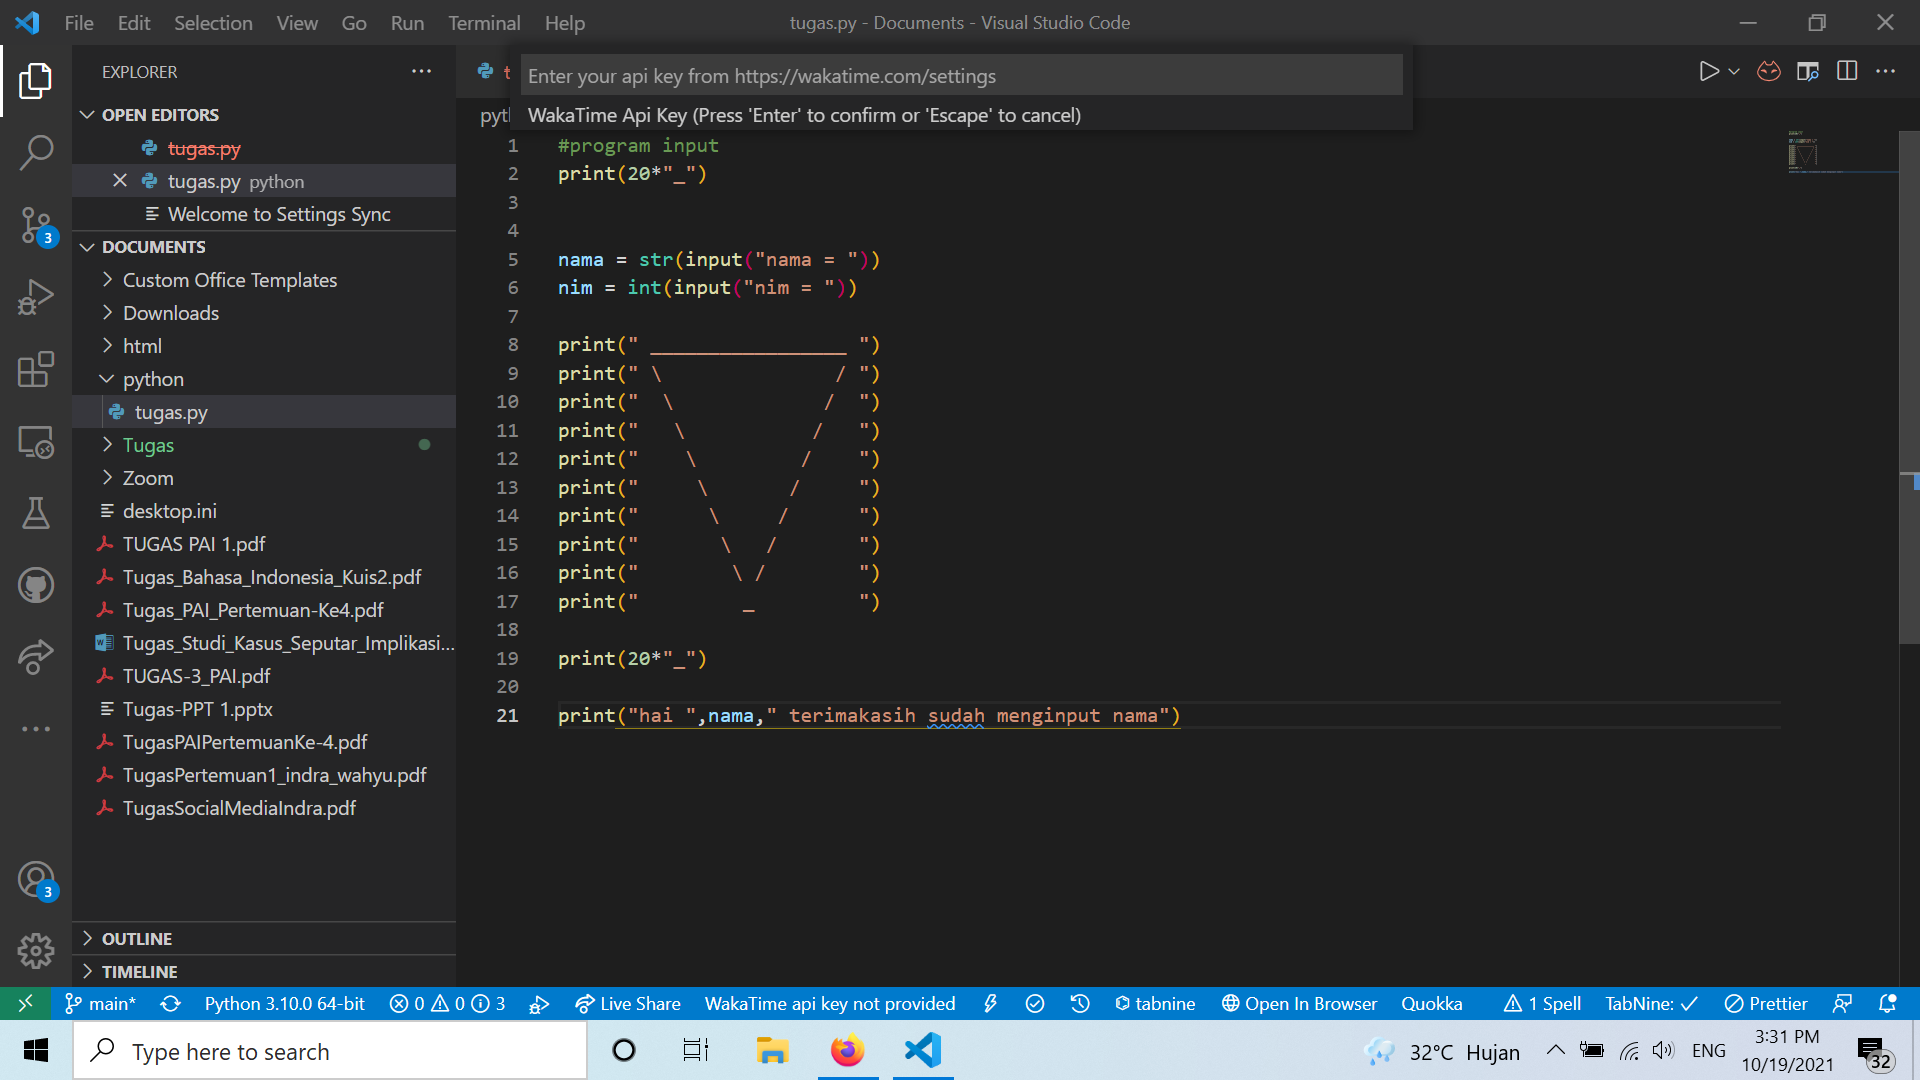 File Edit Selection View Go Run Terminal Help
tugas.py - Documents - Visual Studio Code
EXPLORER
OPEN EDITORS
tugas.py
tugas.py python
Welcome to Settings Sync
DOCUMENTS
Custom Office Templates
Downloads
html
python
tugas.py
Tugas
Zoom
desktop.ini
TUGAS PAI 1.pdf
Tugas_Bahasa_Indonesia_Kuis2.pdf
Tugas_PAI_Pertemuan-Ke4.pdf
Tugas_Studi_Kasus_Seputar_Implikasi...
TUGAS-3_PAI.pdf
Tugas-PPT 1.pptx
TugasPAIPertemuanKe-4.pdf
TugasPertemuan1_indra_wahyu.pdf
TugasSocialMediaIndra.pdf
OUTLINE
TIMELINE
3
3
Enter your api key from https://wakatime.com/settings
WakaTime Api Key (Press 'Enter' to confirm or 'Escape' to cancel)
1 #program input
2 print(20*"_")
3
4
5 nama = str(input("nama = "))
6 nim = int(input("nim = "))
7
8 print(" _________________ ")
9 print(" \               / ")
10 print("  \             /  ")
11 print("   \           /   ")
12 print("    \         /    ")
13 print("     \       /     ")
14 print("      \     /      ")
15 print("       \   /       ")
16 print("        \ /        ")
17 print("         _         ")
18
19 print(20*"_")
20
21 print("hai ",nama," terimakasih sudah menginput nama")
main* Python 3.10.0 64-bit 0 0 3 Live Share WakaTime api key not provided tabnine Open In Browser Quokka 1 Spell TabNine: ✓ Prettier
Type here to search
32°C Hujan ENG 3:31 PM
10/19/2021
32